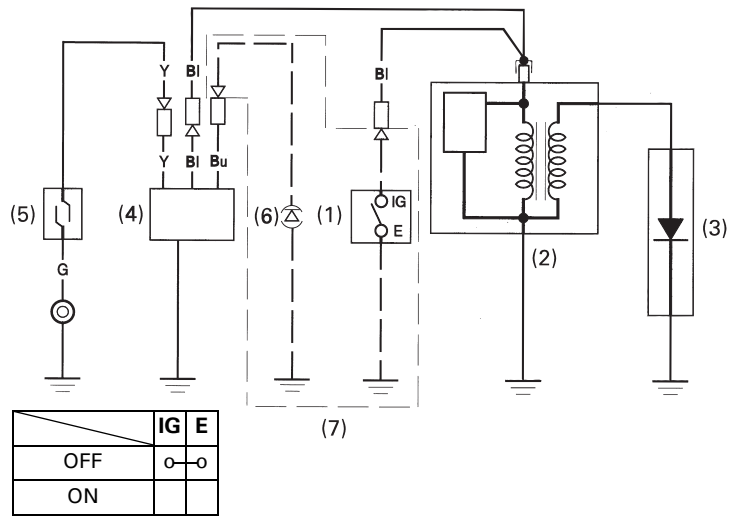 Y
Bl
Bl
Y
Bl
Bu
(5)
(4)
(6)
(1)
IG
E
(2)
(3)
G
(7)
IG E
OFF o o
ON